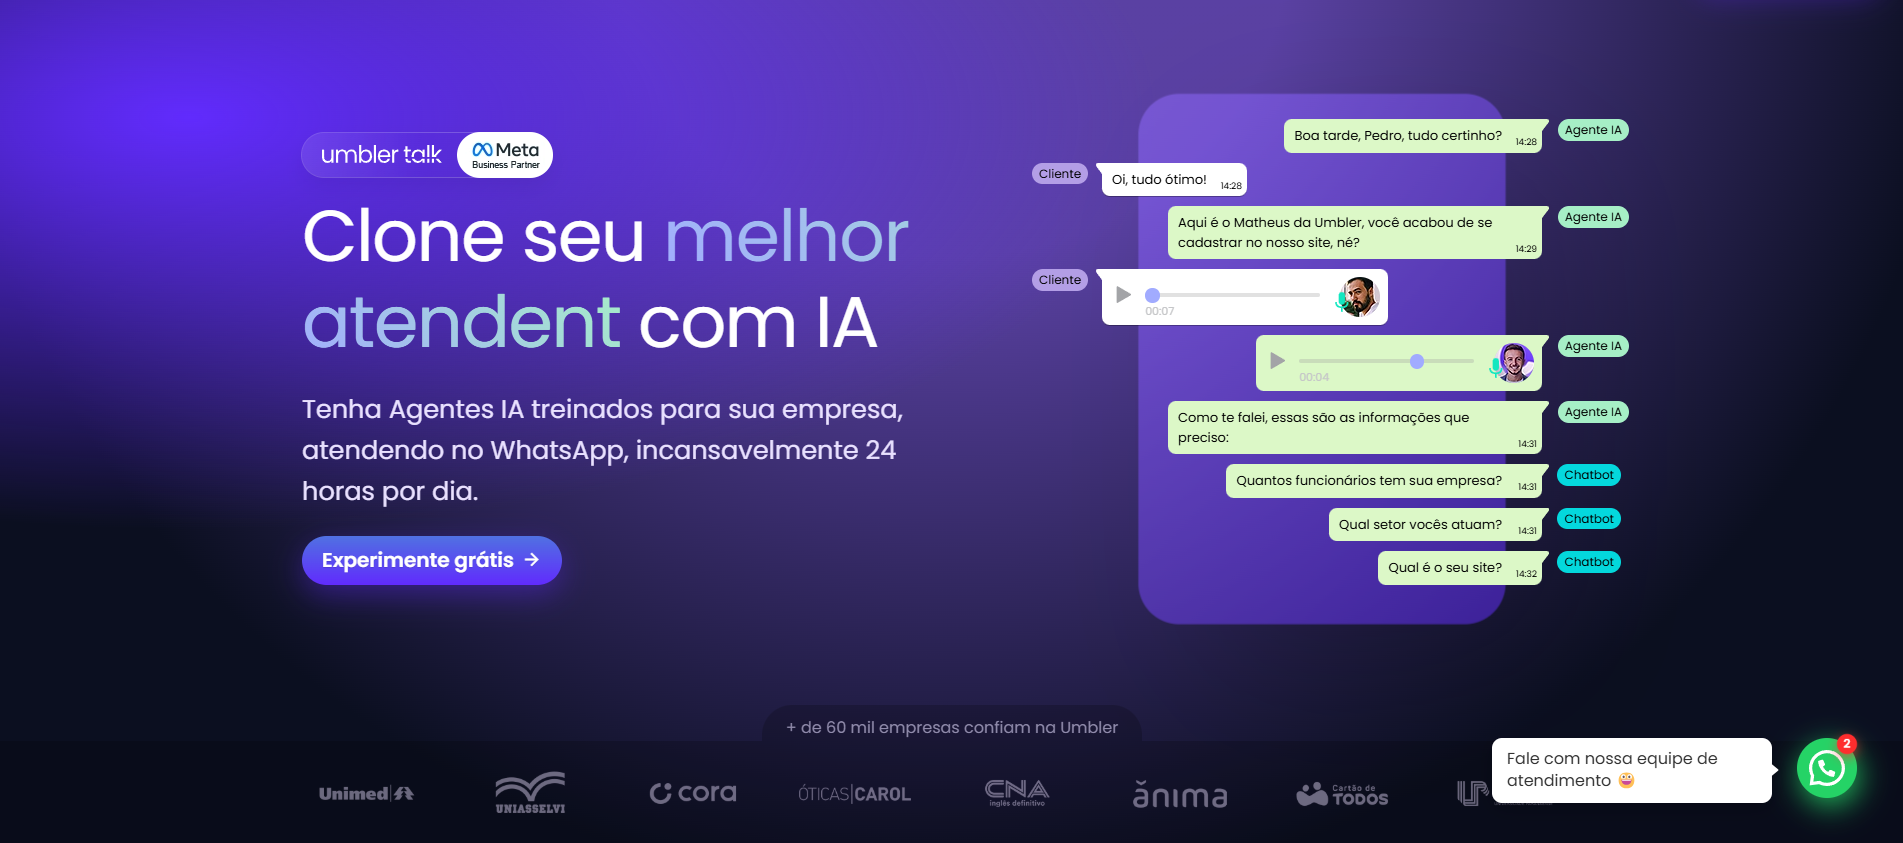 umbler talk
Meta
Business Partner
Clone seu melhor
atendent com IA
Tenha Agentes IA treinados para sua empresa,
atendendo no WhatsApp, incansavelmente 24
horas por dia.
Experimente grátis →
Boa tarde, Pedro, tudo certinho? 14:28
Agente IA
Cliente
Oi, tudo ótimo! 14:28
Aqui é o Matheus da Umbler, você acabou de se
cadastrar no nosso site, né? 14:29
Agente IA
Cliente
00:07
00:04
Agente IA
Como te falei, essas são as informações que
preciso: 14:31
Agente IA
Quantos funcionários tem sua empresa? 14:31
Chatbot
Qual setor vocês atuam? 14:31
Chatbot
Qual é o seu site? 14:32
Chatbot
+ de 60 mil empresas confiam na Umbler
Unimed
UNIASSELVI
cora
ÓTICAS|CAROL
CNA
inglês definitivo
ănima
Cartão de
TODOS
Fale com nossa equipe de
atendimento 😀
2